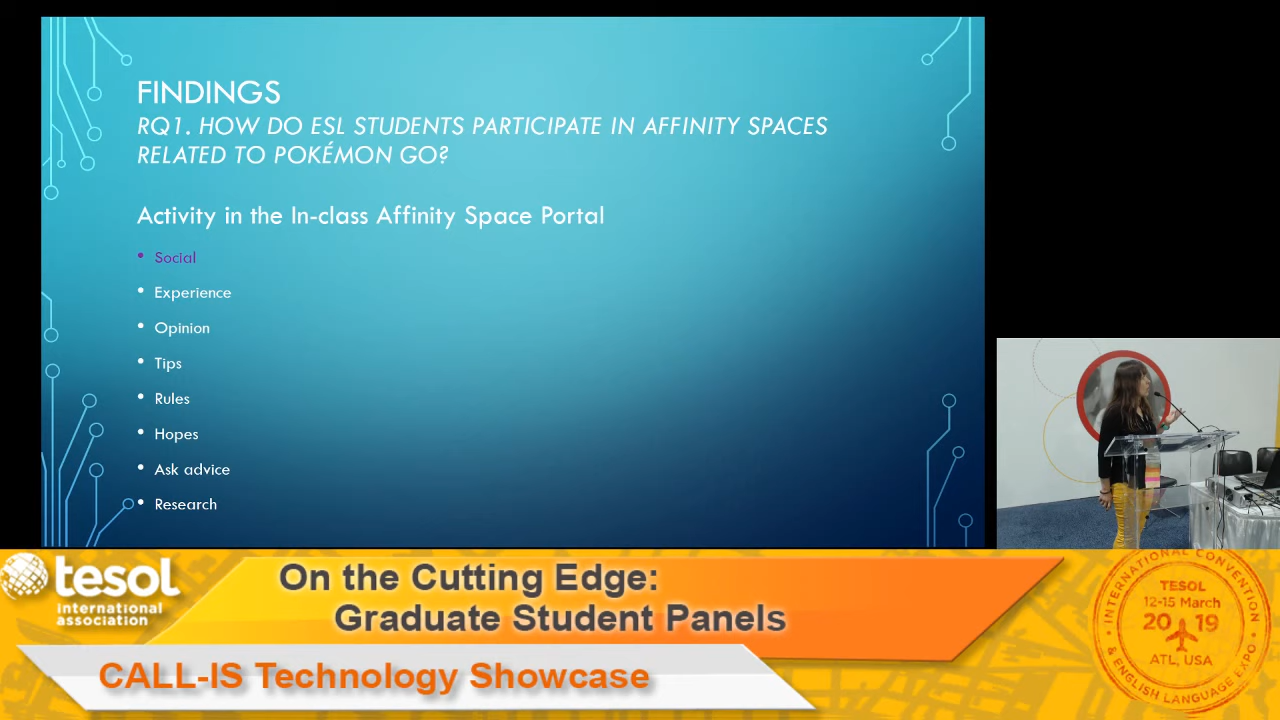 FINDINGS
RQ1. HOW DO ESL STUDENTS PARTICIPATE IN AFFINITY SPACES
RELATED TO POKÉMON GO?
Activity in the In-class Affinity Space Portal
• Social
• Experience
• Opinion
• Tips
• Rules
• Hopes
• Ask advice
• Research
tesol
international
association
On the Cutting Edge:
Graduate Student Panels
CALL-IS Technology Showcase
INTERNATIONAL CONVENTION
TESOL
12-15 March
20 19
ATL, USA
& ENGLISH LANGUAGE EXPO